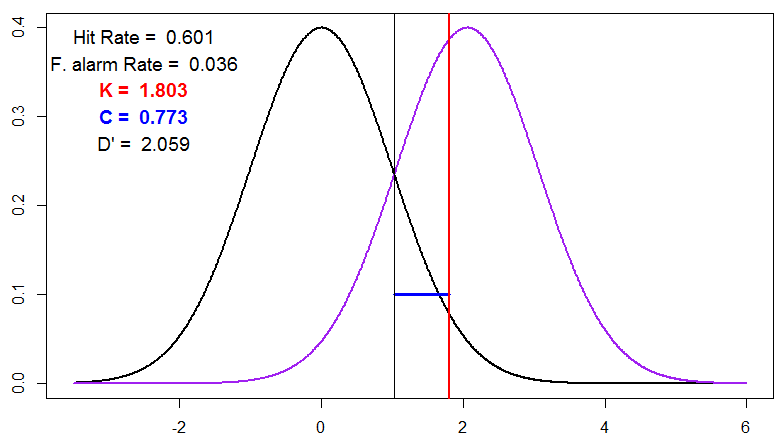 Hit Rate = 0.601
F. alarm Rate = 0.036
K = 1.803
C = 0.773
D' = 2.059
0.4
0.3
0.2
0.1
0.0
-2 0 2 4 6